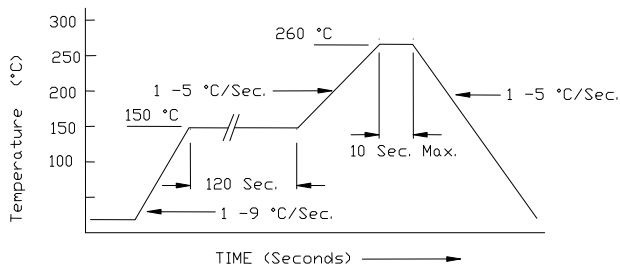 300
260 °C
250
Temperature (°C)
200
1 -5 °C/Sec.
1 -5 °C/Sec.
150 °C
150
10 Sec. Max.
100
120 Sec.
1 -9 °C/Sec.
TIME (Seconds)